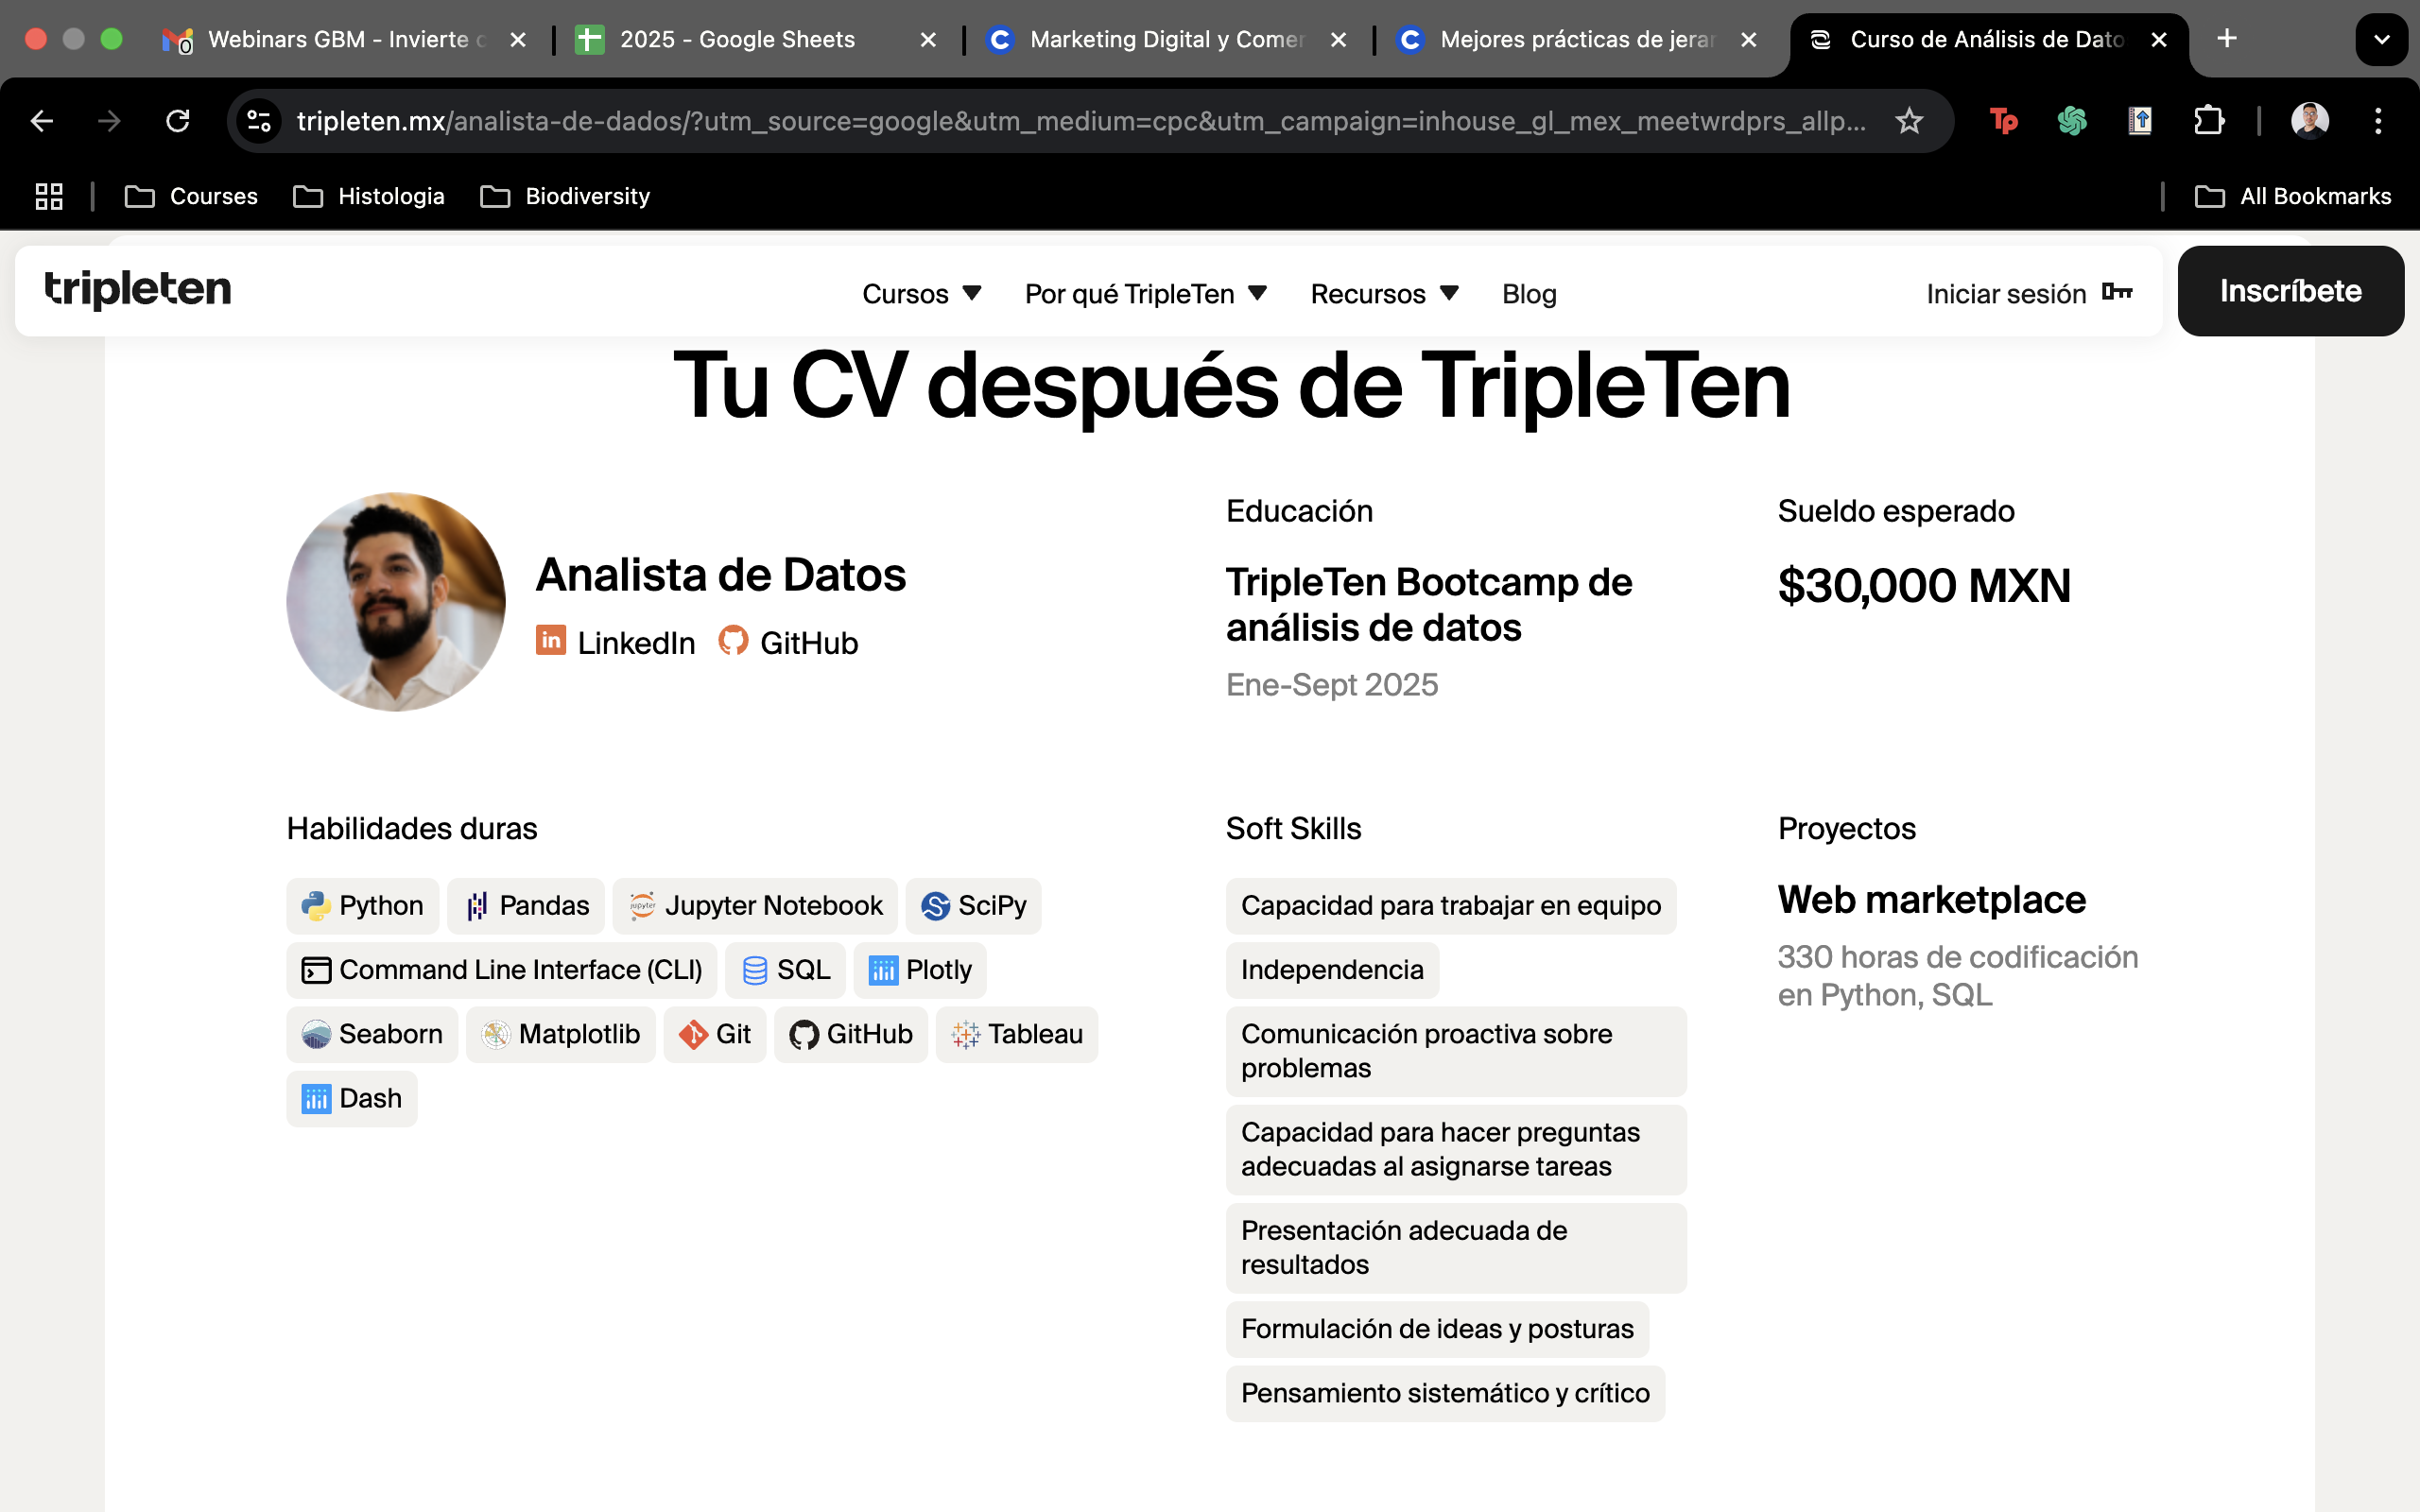 Webinars GBM - Invierte
2025 - Google Sheets
Marketing Digital y Comer
Mejores prácticas de jerar
Curso de Análisis de Dato
tripleten.mx/analista-de-dados/?utm_source=google&utm_medium=cpc&utm_campaign=inhouse_gl_mex_meetwrdprs_allp...
Courses
Histologia
Biodiversity
All Bookmarks
tripleten
Cursos
Por qué TripleTen
Recursos
Blog
Iniciar sesión
Inscríbete
Tu CV después de TripleTen
Analista de Datos
LinkedIn GitHub
Educación
TripleTen Bootcamp de
análisis de datos
Ene-Sept 2025
Sueldo esperado
$30,000 MXN
Habilidades duras
Python Pandas Jupyter Notebook SciPy
Command Line Interface (CLI) SQL Plotly
Seaborn Matplotlib Git GitHub Tableau
Dash
Soft Skills
Capacidad para trabajar en equipo
Independencia
Comunicación proactiva sobre
problemas
Capacidad para hacer preguntas
adecuadas al asignarse tareas
Presentación adecuada de
resultados
Formulación de ideas y posturas
Pensamiento sistemático y crítico
Proyectos
Web marketplace
330 horas de codificación
en Python, SQL